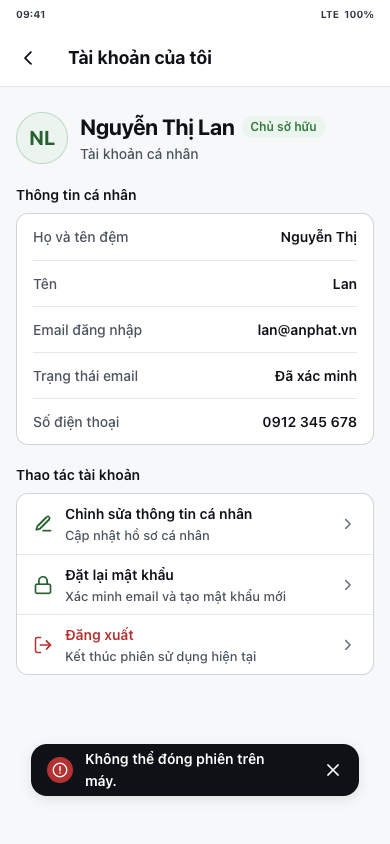 09:41
LTE 100%
Tài khoản của tôi
NL
Nguyễn Thị Lan
Chủ sở hữu
Tài khoản cá nhân
Thông tin cá nhân
Họ và tên đệm
Nguyễn Thị
Tên
Lan
Email đăng nhập
lan@anphat.vn
Trạng thái email
Đã xác minh
Số điện thoại
0912 345 678
Thao tác tài khoản
Chỉnh sửa thông tin cá nhân
Cập nhật hồ sơ cá nhân
Đặt lại mật khẩu
Xác minh email và tạo mật khẩu mới
Đăng xuất
Kết thúc phiên sử dụng hiện tại
Không thể đóng phiên trên
máy.